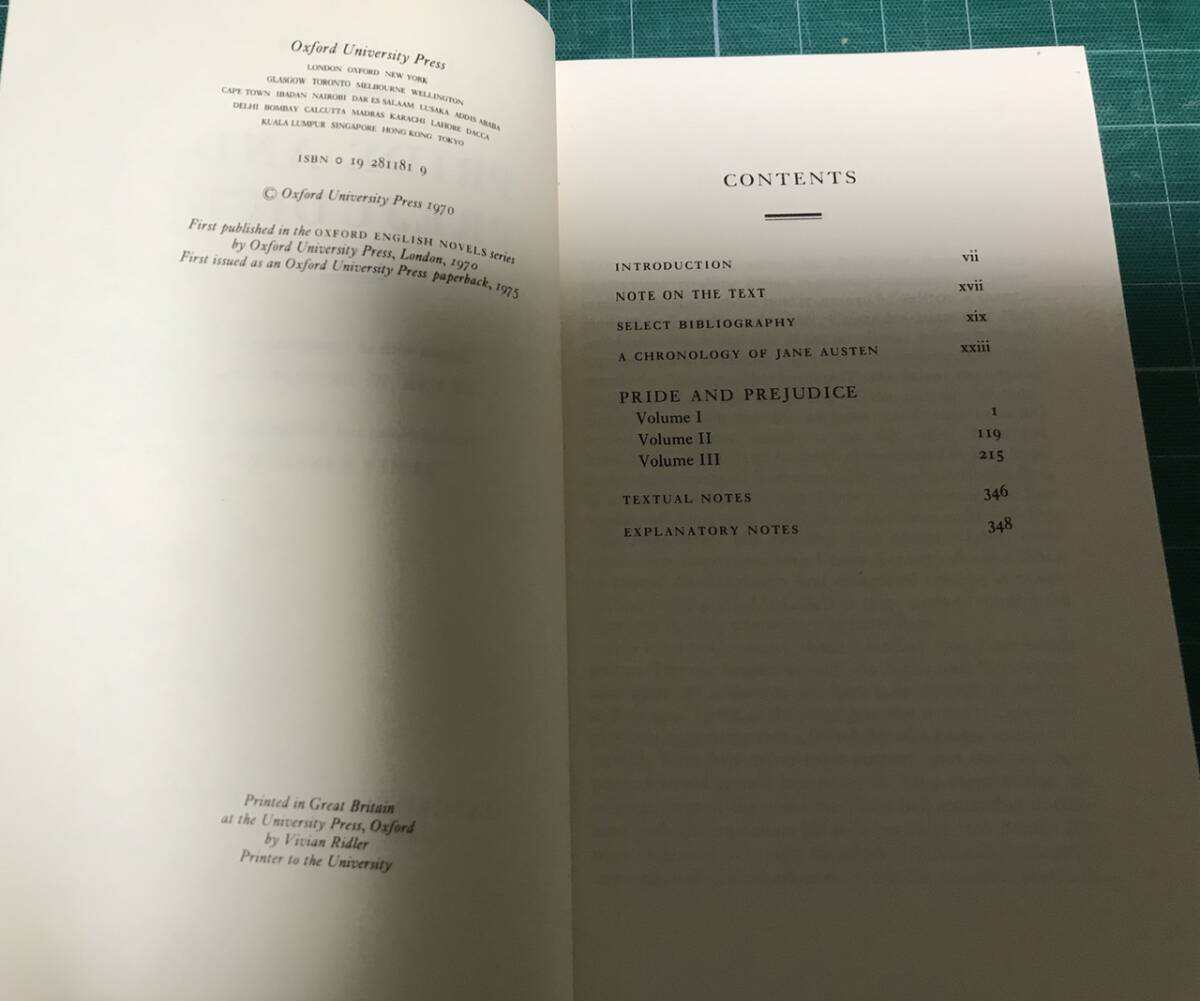 Oxford University Press
LONDON OXFORD NEW YORK
GLASGOW TORONTO MELBOURNE WELLINGTON
CAPE TOWN IBADAN NAIROBI DAR ES SALAAM LUSAKA ADDIS ABABA
DELHI BOMBAY CALCUTTA MADRAS KARACHI LAHORE DACCA
KUALA LUMPUR SINGAPORE HONG KONG TOKYO
ISBN 0 19 281181 9
© Oxford University Press 1970
First published in the OXFORD ENGLISH NOVELS series
by Oxford University Press, London, 1970
First issued as an Oxford University Press paperback, 1975
Printed in Great Britain
at the University Press, Oxford
by Vivian Ridler
Printer to the University
CONTENTS
INTRODUCTION vii
NOTE ON THE TEXT xvii
SELECT BIBLIOGRAPHY xix
A CHRONOLOGY OF JANE AUSTEN xxiii
PRIDE AND PREJUDICE
Volume I 1
Volume II 119
Volume III 215
TEXTUAL NOTES 346
EXPLANATORY NOTES 348